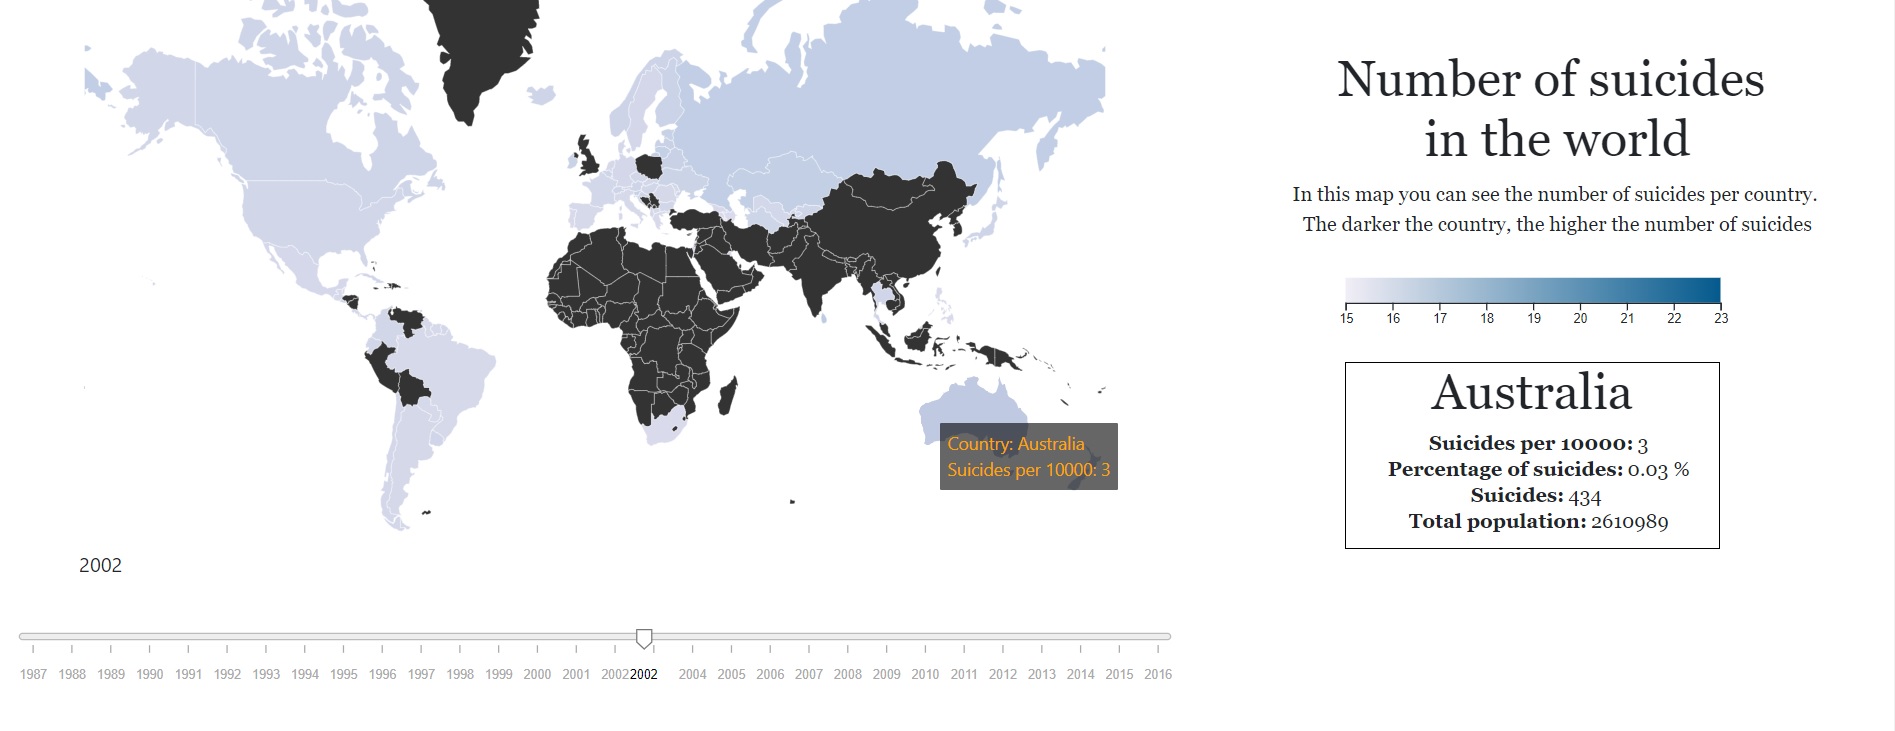 Number of suicides
in the world
In this map you can see the number of suicides per country.
The darker the country, the higher the number of suicides
15 16 17 18 19 20 21 22 23
Australia
Suicides per 10000: 3
Percentage of suicides: 0.03 %
Suicides: 434
Total population: 2610989
Country: Australia
Suicides per 10000: 3
2002
1987 1988 1989 1990 1991 1992 1993 1994 1995 1996 1997 1998 1999 2000 2001 2002 2002 2004 2005 2006 2007 2008 2009 2010 2011 2012 2013 2014 2015 2016